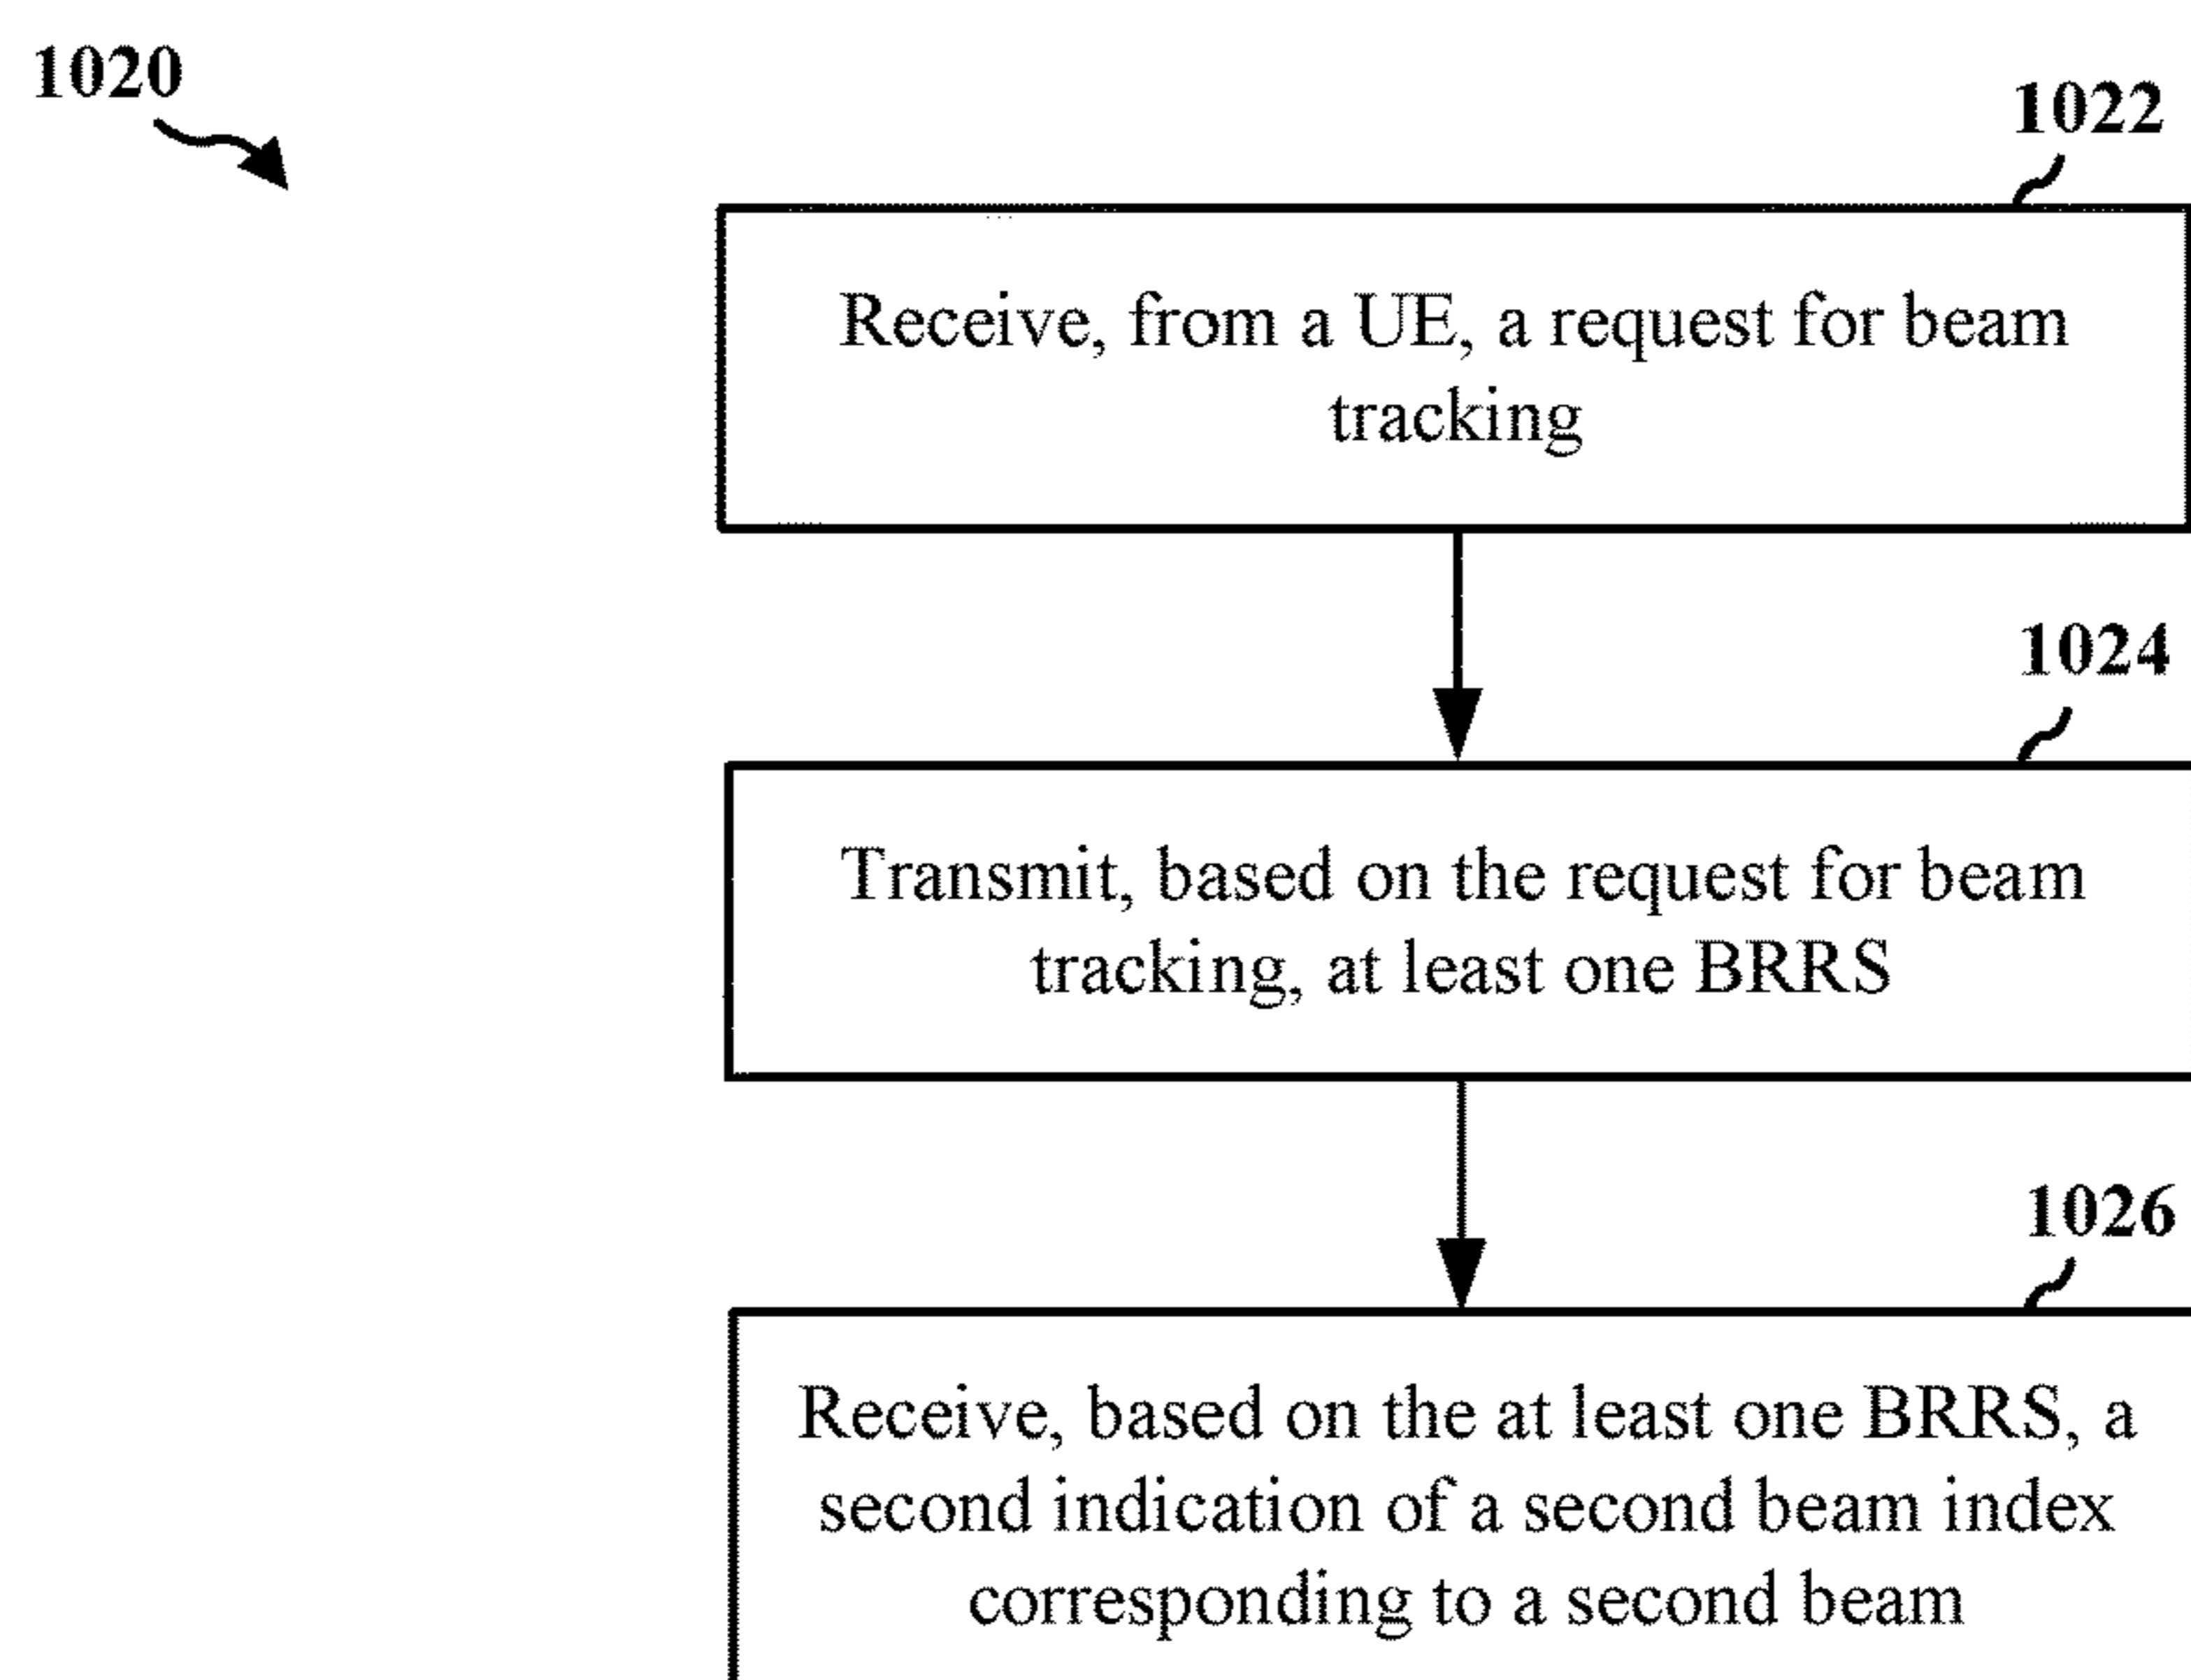 1020
1022
Receive, from a UE, a request for beam
tracking
1024
Transmit, based on the request for beam
tracking, at least one BRRS
1026
Receive, based on the at least one BRRS, a
second indication of a second beam index
corresponding to a second beam